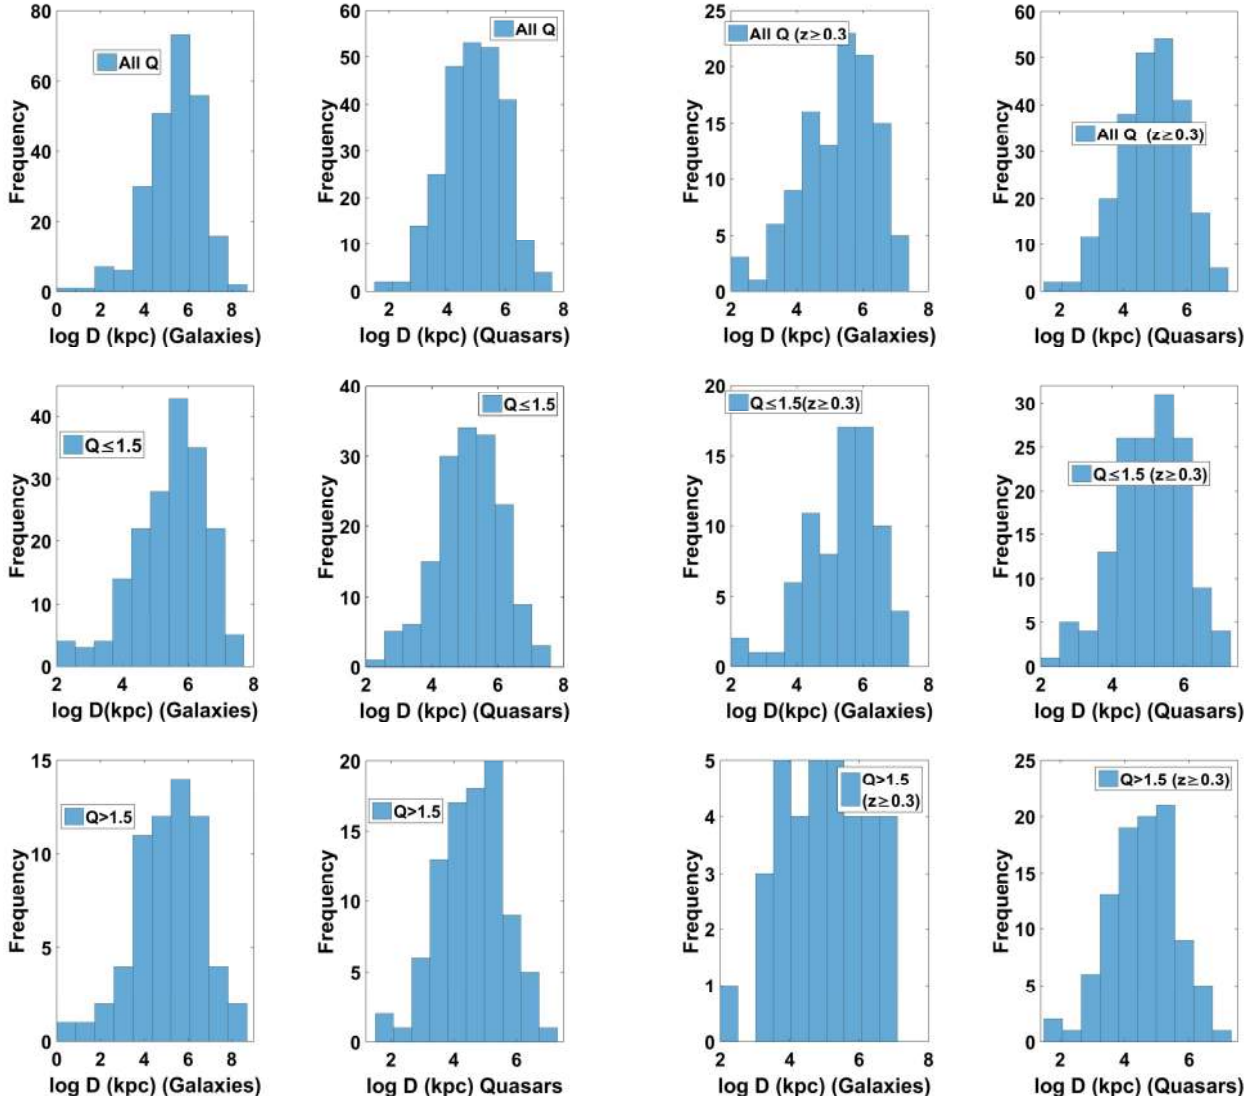 80
60
40
20
0
Frequency
All Q
0 2 4 6 8
log D (kpc) (Galaxies)
60
50
40
30
20
10
0
Frequency
All Q
2 4 6 8
log D (kpc) (Quasars)
25
20
15
10
5
0
Frequency
All Q (z≥0.3
2 4 6 8
log D (kpc) (Galaxies)
60
50
40
30
20
10
0
Frequency
All Q (z≥0.3)
2 4 6
log D (kpc) (Quasars)
40
30
20
10
0
Frequency
Q≤1.5
2 4 6 8
log D(kpc) (Galaxies)
40
30
20
10
0
Frequency
Q≤1.5
2 4 6 8
log D (kpc) (Quasars)
20
15
10
5
0
Frequency
Q≤1.5(z≥0.3)
2 4 6 8
log D(kpc) (Galaxies)
30
25
20
15
10
5
0
Frequency
Q≤1.5 (z≥0.3)
2 4 6
log D (kpc) (Quasars)
15
10
5
0
Frequency
Q>1.5
0 2 4 6 8
log D (kpc) (Galaxies)
20
15
10
5
0
Frequency
Q>1.5
2 4 6
log D (kpc) Quasars
5
4
3
2
1
0
Frequency
Q>1.5
(z≥0.3)
2 4 6 8
log D (kpc) (Galaxies)
25
20
15
10
5
0
Frequency
Q>1.5 (z≥0.3)
2 4 6
log D (kpc) (Quasars)